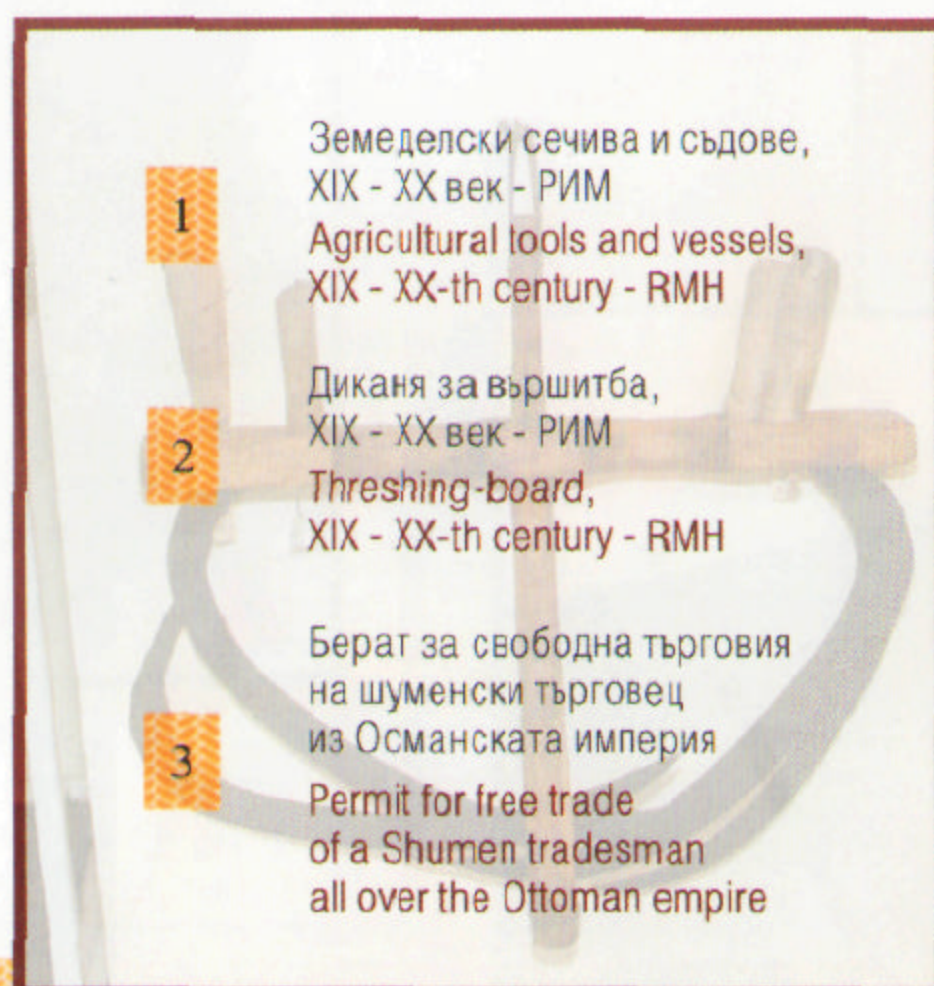 1
Земеделски сечива и съдове,
XIX - XX век - РИМ
Agricultural tools and vessels,
XIX - XX-th century - RMH
2
Диканя за вършитба,
XIX - XX век - РИМ
Threshing-board,
XIX - XX-th century - RMH
3
Берат за свободна търговия
на шуменски търговец
из Османската империя
Permit for free trade
of a Shumen tradesman
all over the Ottoman empire